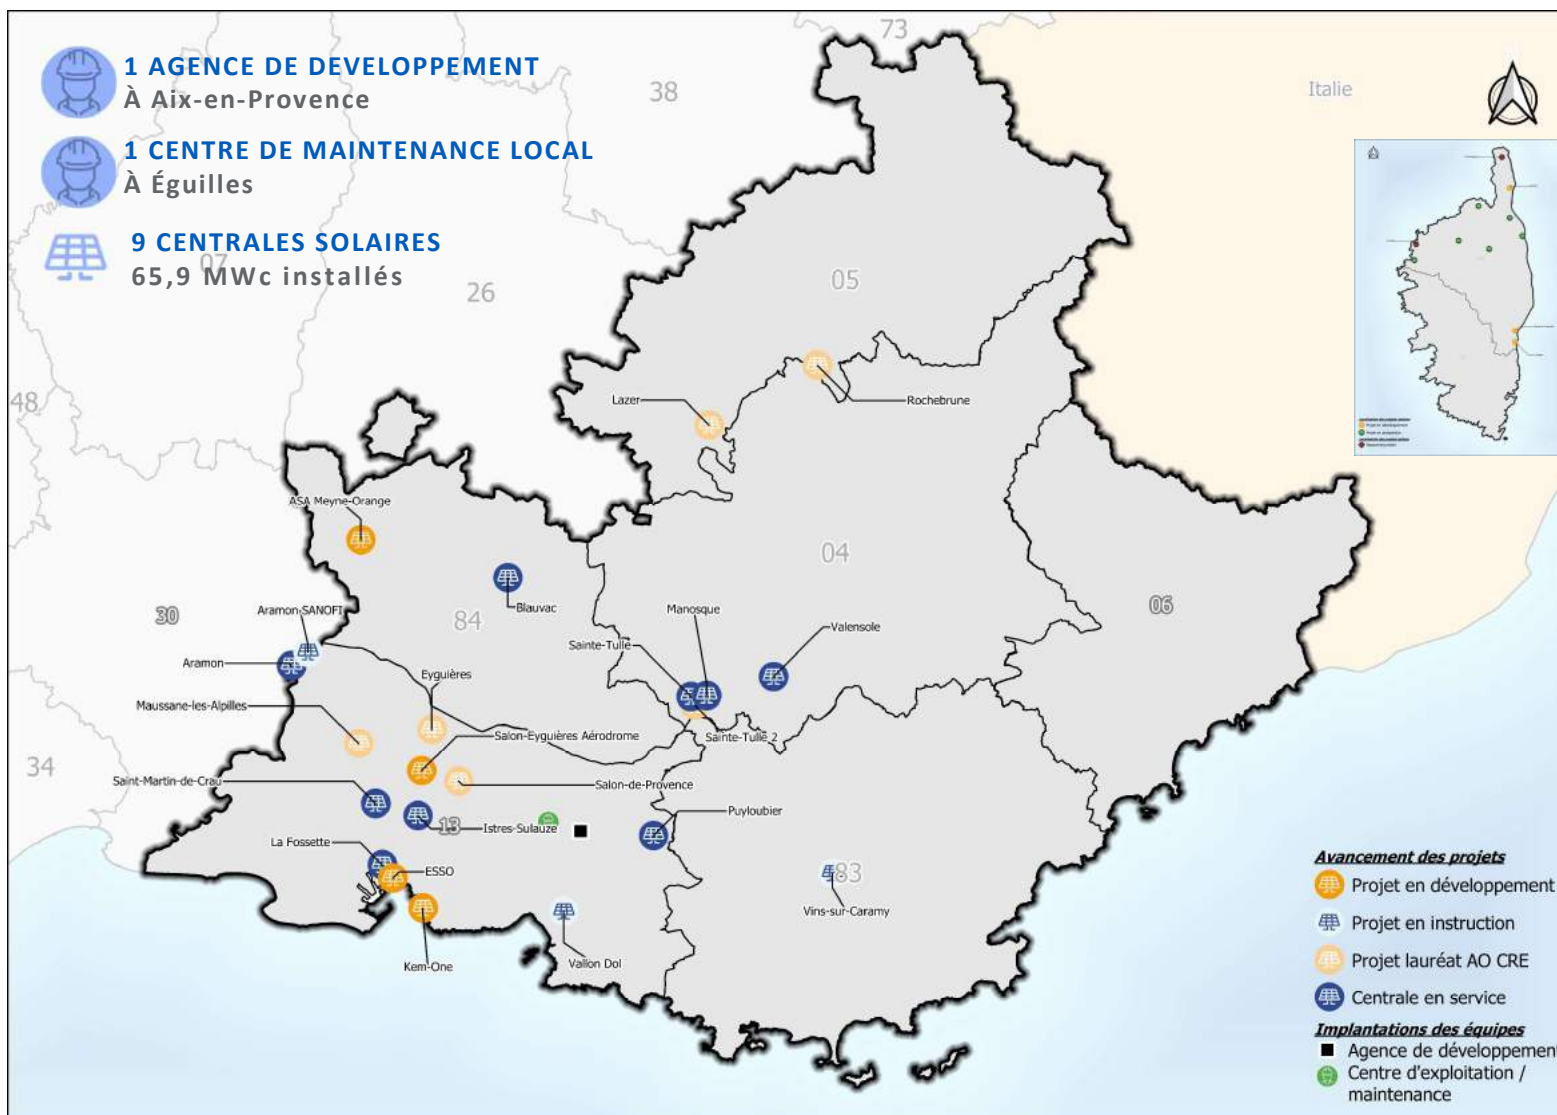 1 AGENCE DE DEVELOPPEMENT
À Aix-en-Provence
1 CENTRE DE MAINTENANCE LOCAL
À Éguilles
9 CENTRALES SOLAIRES
65,9 MWc installés
73
38
Italie
07
26
05
48
Lazer
Rochebrune
ASA Meyne-Orange
04
30
Aramon-SANOFI
84
Blauvac
Manosque
06
Sainte-Tulle
Valensole
Aramon
Eyguières
Maussane-les-Alpilles
Salon-Eyguières Aérodrome
Sainte-Tulle 2
34
Saint-Martin-de-Crau
Salon-de-Provence
Puyloubier
13
Istres-Sulauze
La Fossette
ESSO
83
Vins-sur-Caramy
Kem-One
Vallon Dol
Avancement des projets
Projet en développement
Projet en instruction
Projet lauréat AO CRE
Centrale en service
Implantations des équipes
Agence de développement
Centre d'exploitation /
maintenance